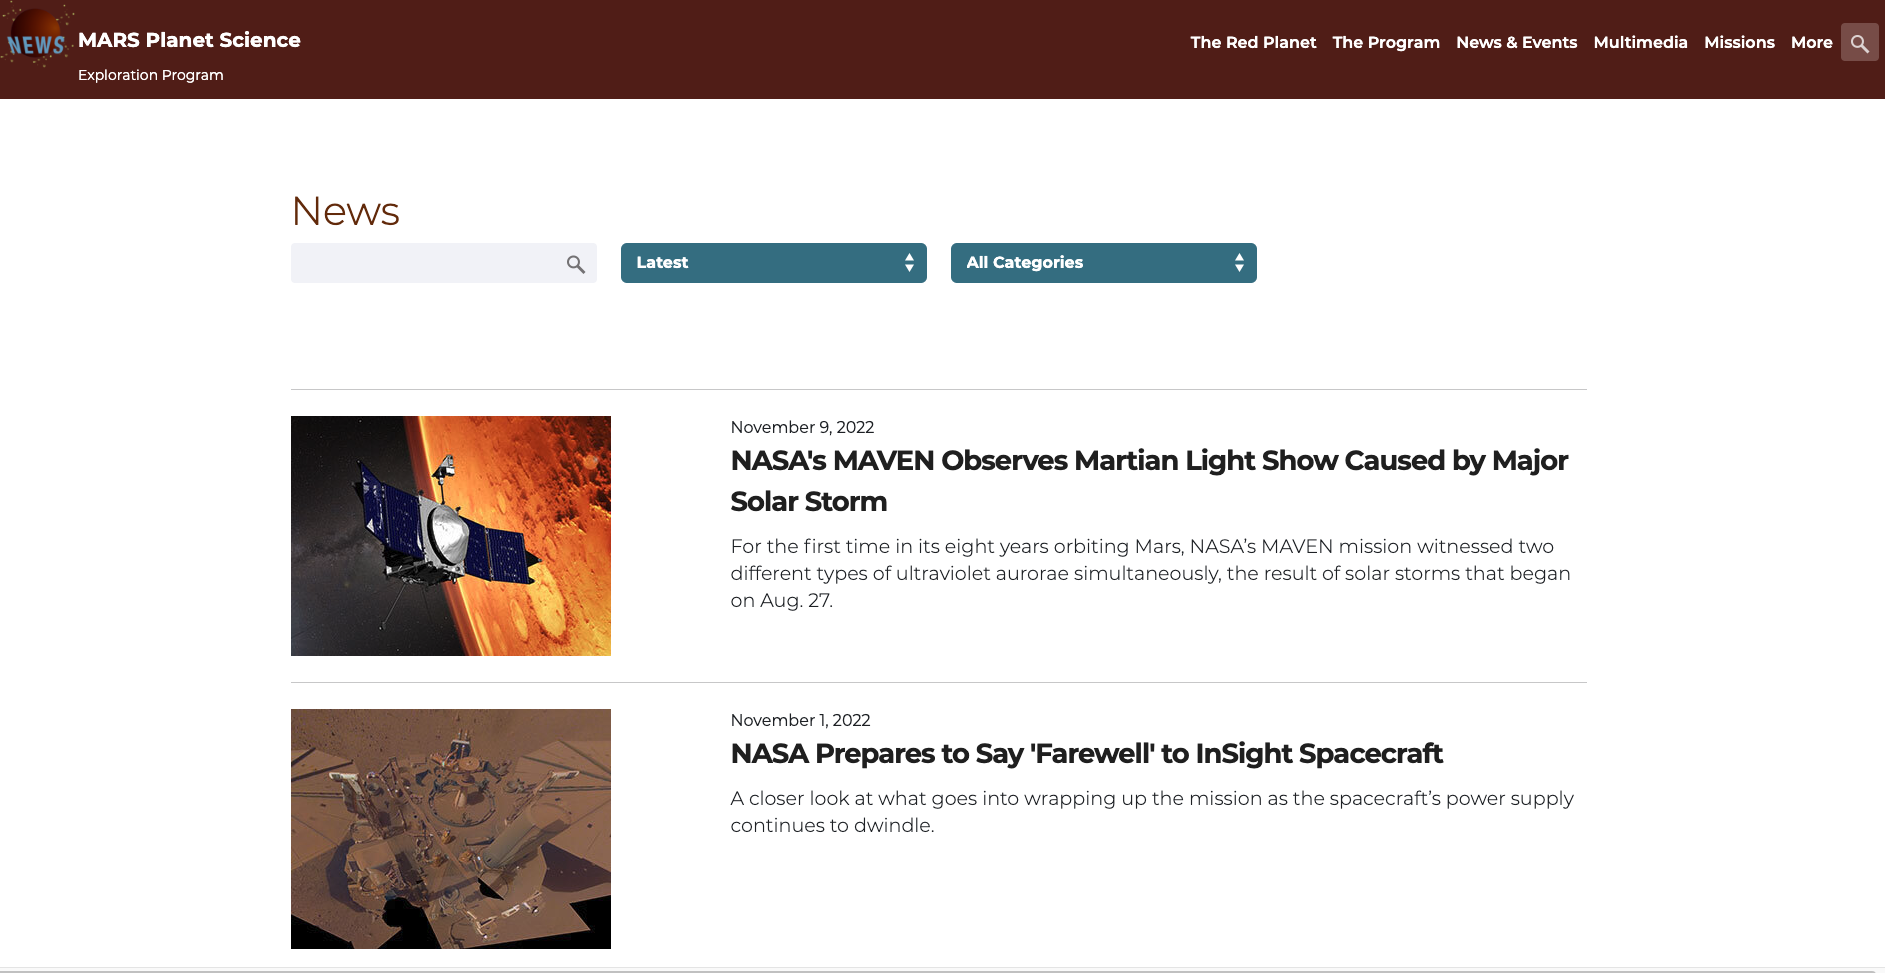 NEWS
MARS Planet Science
Exploration Program
The Red Planet The Program News & Events Multimedia Missions More
News
Latest
All Categories
November 9, 2022
NASA's MAVEN Observes Martian Light Show Caused by Major
Solar Storm
For the first time in its eight years orbiting Mars, NASA’s MAVEN mission witnessed two
different types of ultraviolet aurorae simultaneously, the result of solar storms that began
on Aug. 27.
November 1, 2022
NASA Prepares to Say 'Farewell' to InSight Spacecraft
A closer look at what goes into wrapping up the mission as the spacecraft’s power supply
continues to dwindle.